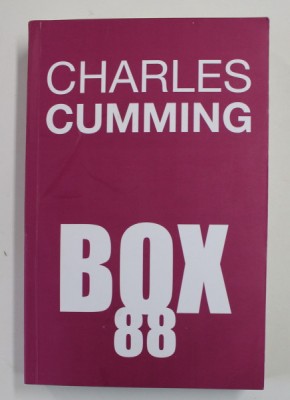 CHARLES
CUMMING
BOX
88